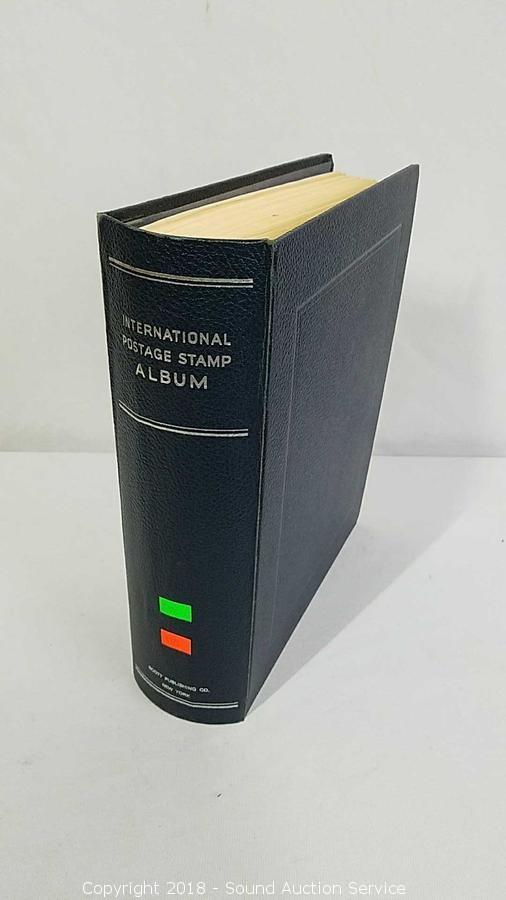 INTERNATIONAL
POSTAGE STAMP
ALBUM
SCOTT PUBLISHING CO.
NEW YORK
Copyright 2018 - Sound Auction Service